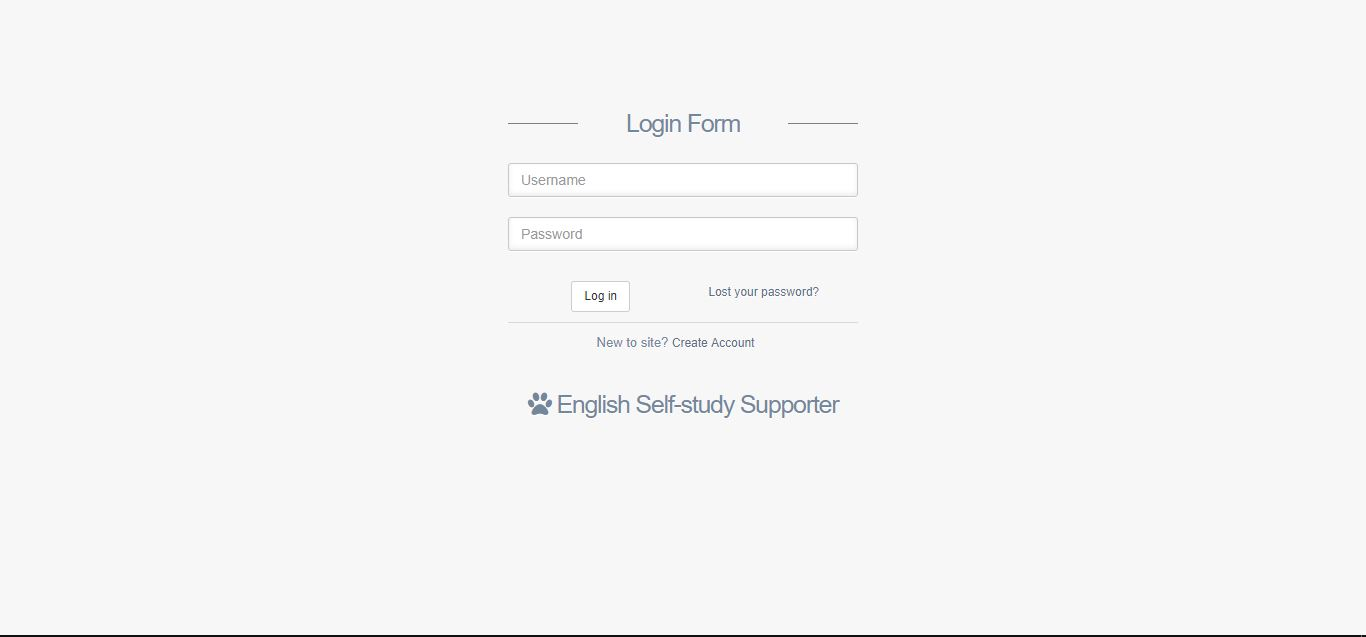 Login Form
Username
Password
Log in Lost your password?
New to site? Create Account
English Self-study Supporter